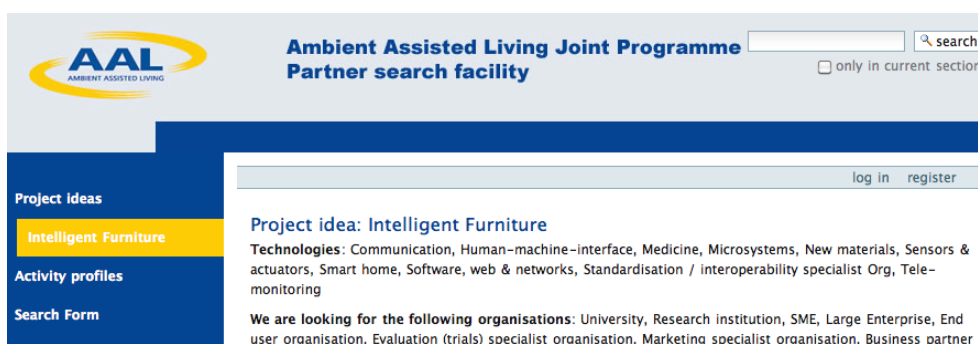 AAL
AMBIENT ASSISTED LIVING
Ambient Assisted Living Joint Programme
Partner search facility
search
only in current section
log in register
Project ideas
Intelligent Furniture
Activity profiles
Search Form
Project idea: Intelligent Furniture
Technologies: Communication, Human-machine-interface, Medicine, Microsystems, New materials, Sensors &
actuators, Smart home, Software, web & networks, Standardisation / interoperability specialist Org, Tele-
monitoring
We are looking for the following organisations: University, Research institution, SME, Large Enterprise, End
user organisation, Evaluation (trials) specialist organisation, Marketing specialist organisation, Business partner